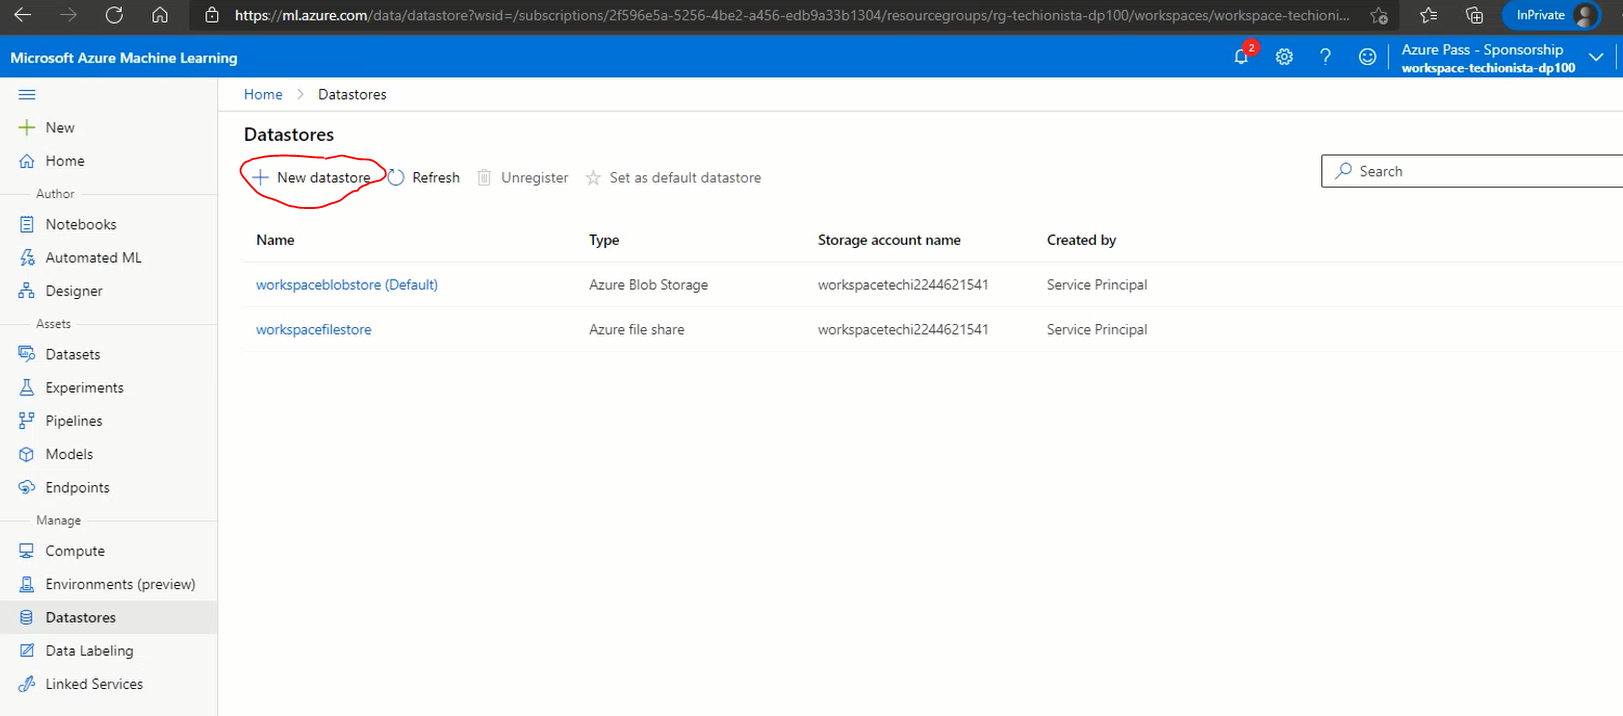 https://ml.azure.com/data/datastore?wsid=/subscriptions/2f596e5a-5256-4be2-a456-edb9a33b1304/resourcegroups/rg-techionista-dp100/workspaces/workspace-techioni...
InPrivate
Microsoft Azure Machine Learning
2
?
Azure Pass - Sponsorship
workspace-techionista-dp100
New
Home
Author
Notebooks
Automated ML
Designer
Assets
Datasets
Experiments
Pipelines
Models
Endpoints
Manage
Compute
Environments (preview)
Datastores
Data Labeling
Linked Services
Home > Datastores
Datastores
New datastore Refresh Unregister Set as default datastore
Search
Name Type Storage account name Created by
workspaceblobstore (Default) Azure Blob Storage workspacetechi2244621541 Service Principal
workspacefilestore Azure file share workspacetechi2244621541 Service Principal